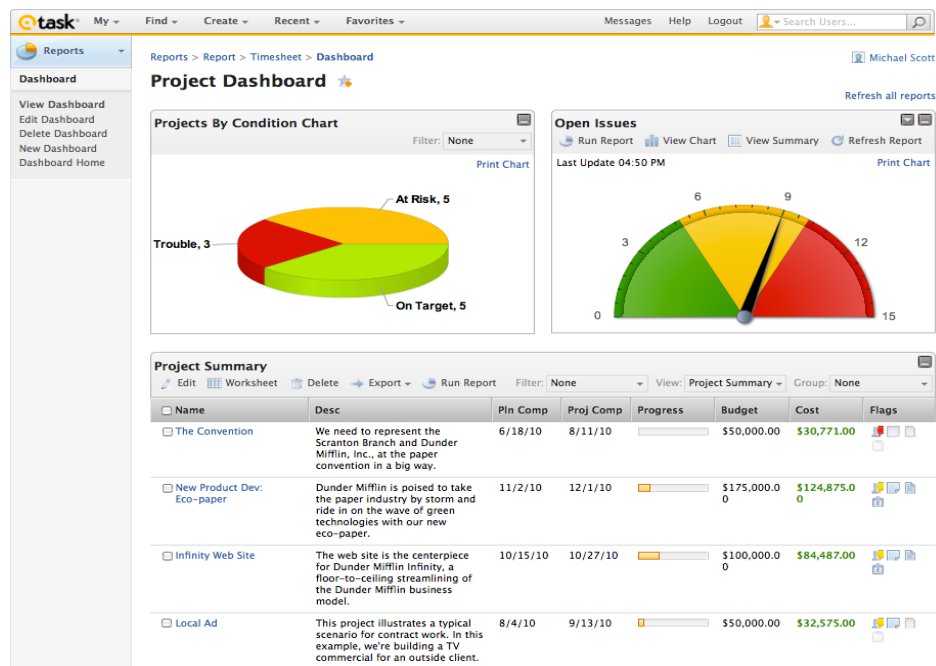 @task My Find Create Recent Favorites Messages Help Logout Search Users...
Reports
Dashboard
View Dashboard
Edit Dashboard
Delete Dashboard
New Dashboard
Dashboard Home
Reports > Report > Timesheet > Dashboard
Michael Scott
Project Dashboard
Refresh all reports
Projects By Condition Chart
Filter: None
Print Chart
At Risk, 5
Trouble, 3
On Target, 5
Open Issues
Run Report View Chart View Summary Refresh Report
Last Update 04:50 PM Print Chart
6 9
3 12
0 15
Project Summary
Edit Worksheet Delete Export Run Report Filter: None View: Project Summary Group: None
Name Desc Pln Comp Proj Comp Progress Budget Cost Flags
The Convention We need to represent the 6/18/10 8/11/10 $50,000.00 $30,771.00
Scranton Branch and Dunder
Mifflin, Inc., at the paper
convention in a big way.
New Product Dev: Dunder Mifflin is poised to take 11/2/10 12/1/10 $175,000.0 $124,875.0
Eco-paper the paper industry by storm and 0 0
ride in on the wave of green
technologies with our new
eco-paper.
Infinity Web Site The web site is the centerpiece 10/15/10 10/27/10 $100,000.0 $84,487.00
for Dunder Mifflin Infinity, a 0
floor-to-ceiling streamlining of
the Dunder Mifflin business
model.
Local Ad This project illustrates a typical 8/4/10 9/13/10 $50,000.00 $32,575.00
scenario for contract work. In this
example, we're building a TV
commercial for an outside client.